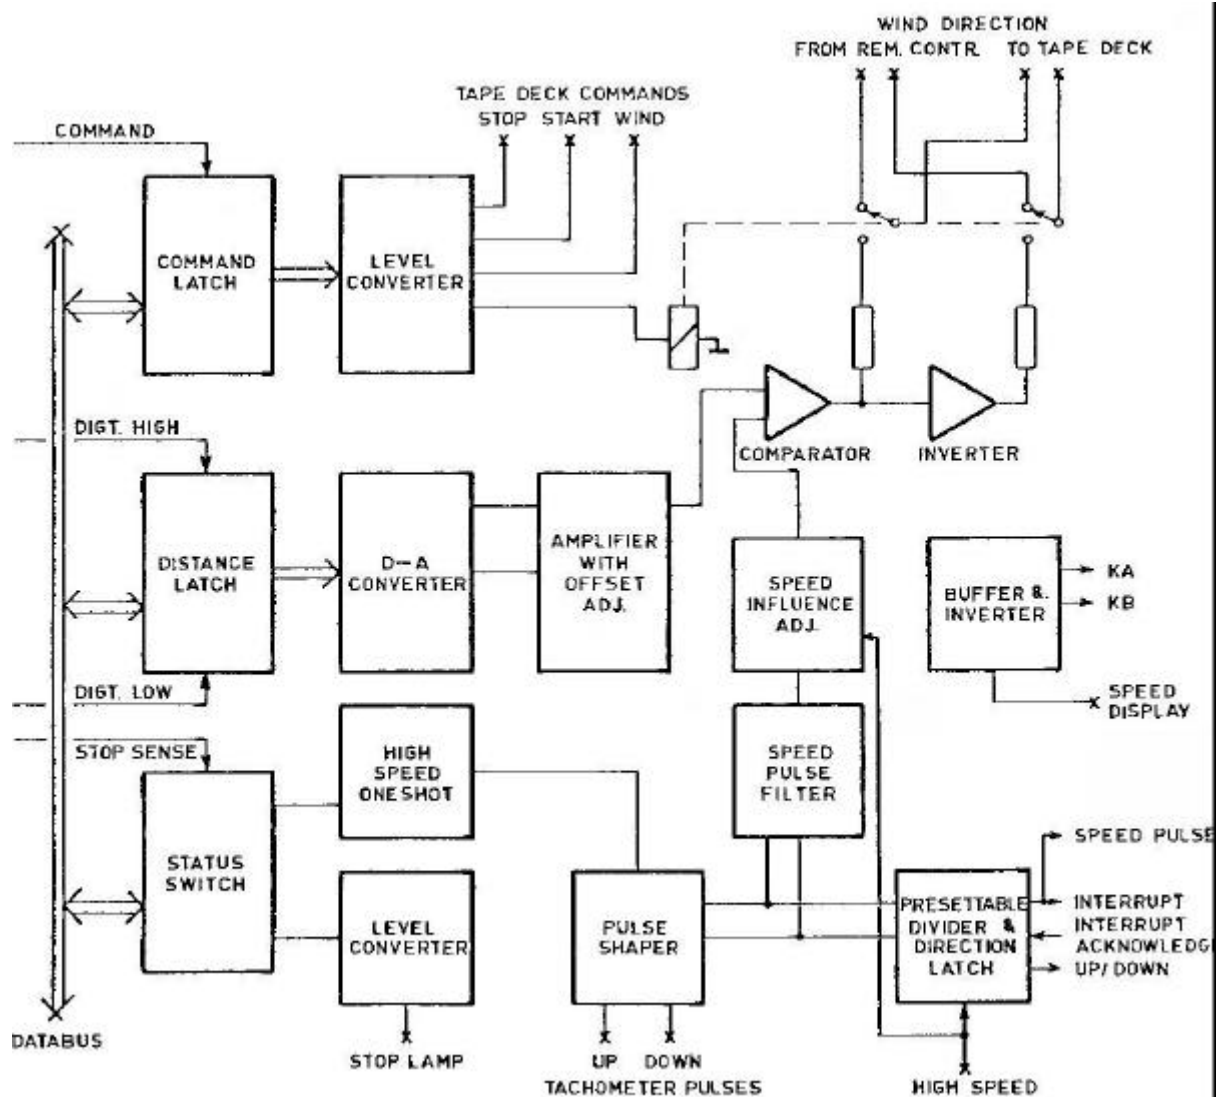 WIND DIRECTION
FROM REM. CONTR. TO TAPE DECK
TAPE DECK COMMANDS
STOP START WIND
COMMAND
COMMAND
LATCH
LEVEL
CONVERTER
COMPARATOR
INVERTER
DIGT. HIGH
DISTANCE
LATCH
D-A
CONVERTER
AMPLIFIER
WITH
OFFSET
ADJ.
SPEED
INFLUENCE
ADJ.
BUFFER &
INVERTER
KA
KB
DIGT. LOW
SPEED
DISPLAY
STOP SENSE
HIGH
SPEED
ONESHOT
SPEED
PULSE
FILTER
STATUS
SWITCH
LEVEL
CONVERTER
PULSE
SHAPER
PRESETTABLE
DIVIDER &
DIRECTION
LATCH
SPEED PULSE
INTERRUPT
INTERRUPT
ACKNOWLEDG
UP/DOWN
DATABUS
STOP LAMP
UP DOWN
TACHOMETER PULSES
HIGH SPEED